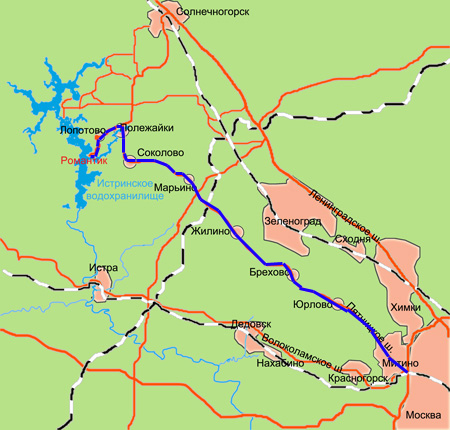 Солнечногорск
Лопотово
Полежайки
Романтик
Соколово
Истринское
водохранилище
Марьино
Ленинградское ш.
Зеленоград
Жилино
Сходня
Истра
Брехово
Юрлово
Пятницкое ш.
Химки
Дедовск
Волоколамское ш.
Нахабино
Митино
Красногорск
Москва